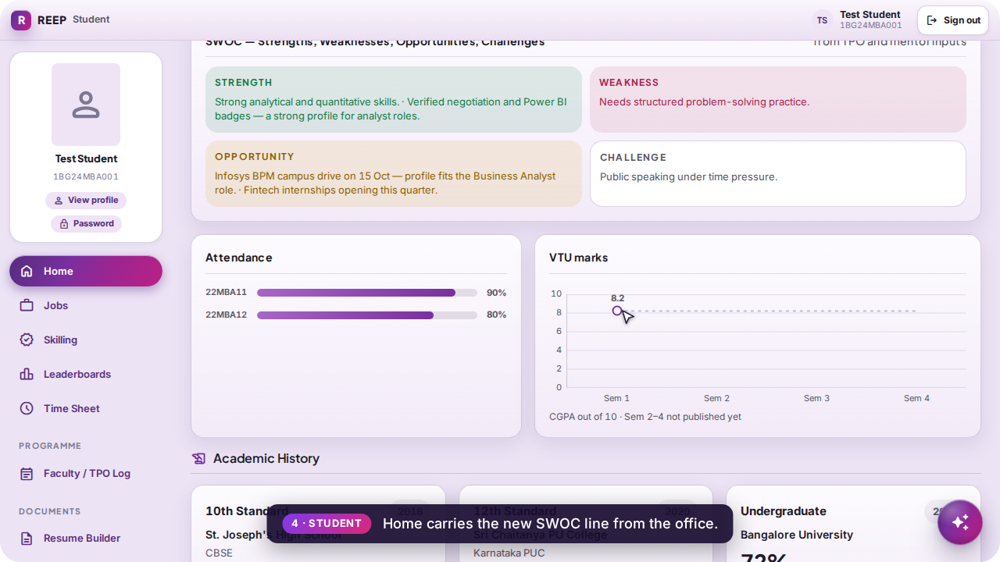 R REEP Student
TS Test Student
1BG24MBA001
Sign out
Test Student
1BG24MBA001
View profile
Password
Home
Jobs
Skilling
Leaderboards
Time Sheet
PROGRAMME
Faculty / TPO Log
DOCUMENTS
Resume Builder
SWOC — Strengths, Weaknesses, Opportunities, Challenges
from TPO and mentor inputs
STRENGTH
Strong analytical and quantitative skills. · Verified negotiation and Power BI
badges — a strong profile for analyst roles.
WEAKNESS
Needs structured problem-solving practice.
OPPORTUNITY
Infosys BPM campus drive on 15 Oct — profile fits the Business Analyst
role. · Fintech internships opening this quarter.
CHALLENGE
Public speaking under time pressure.
Attendance
22MBA11 90%
22MBA12 80%
VTU marks
10
8
6
4
2
0
8.2
Sem 1 Sem 2 Sem 3 Sem 4
CGPA out of 10 · Sem 2–4 not published yet
Academic History
10th Standard 2018
St. Joseph's High School
CBSE
12th Standard 2020
Sri Chaitanya PU College
Karnataka PUC
Undergraduate
Bangalore University
72%
4 · STUDENT Home carries the new SWOC line from the office.